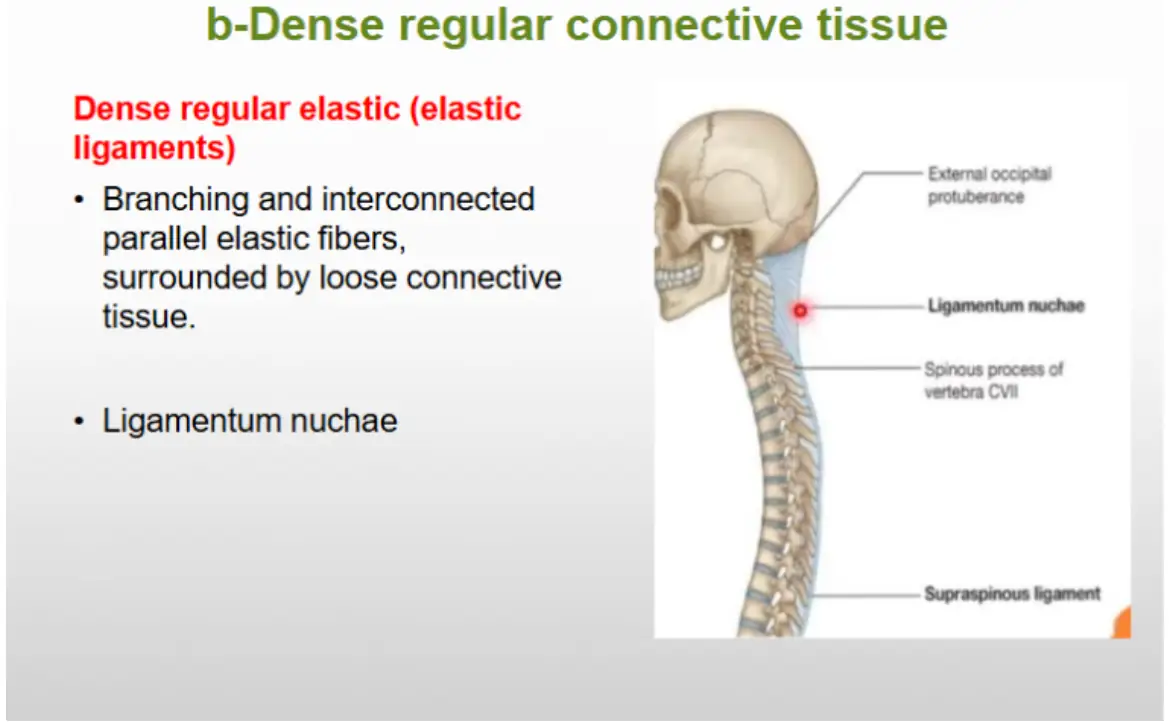 b-Dense regular connective tissue
Dense regular elastic (elastic
ligaments)
• Branching and interconnected
parallel elastic fibers,
surrounded by loose connective
tissue.
• Ligamentum nuchae
External occipital
protuberance
Ligamentum nuchae
Spinous process of
vertebra CVII
Supraspinous ligament